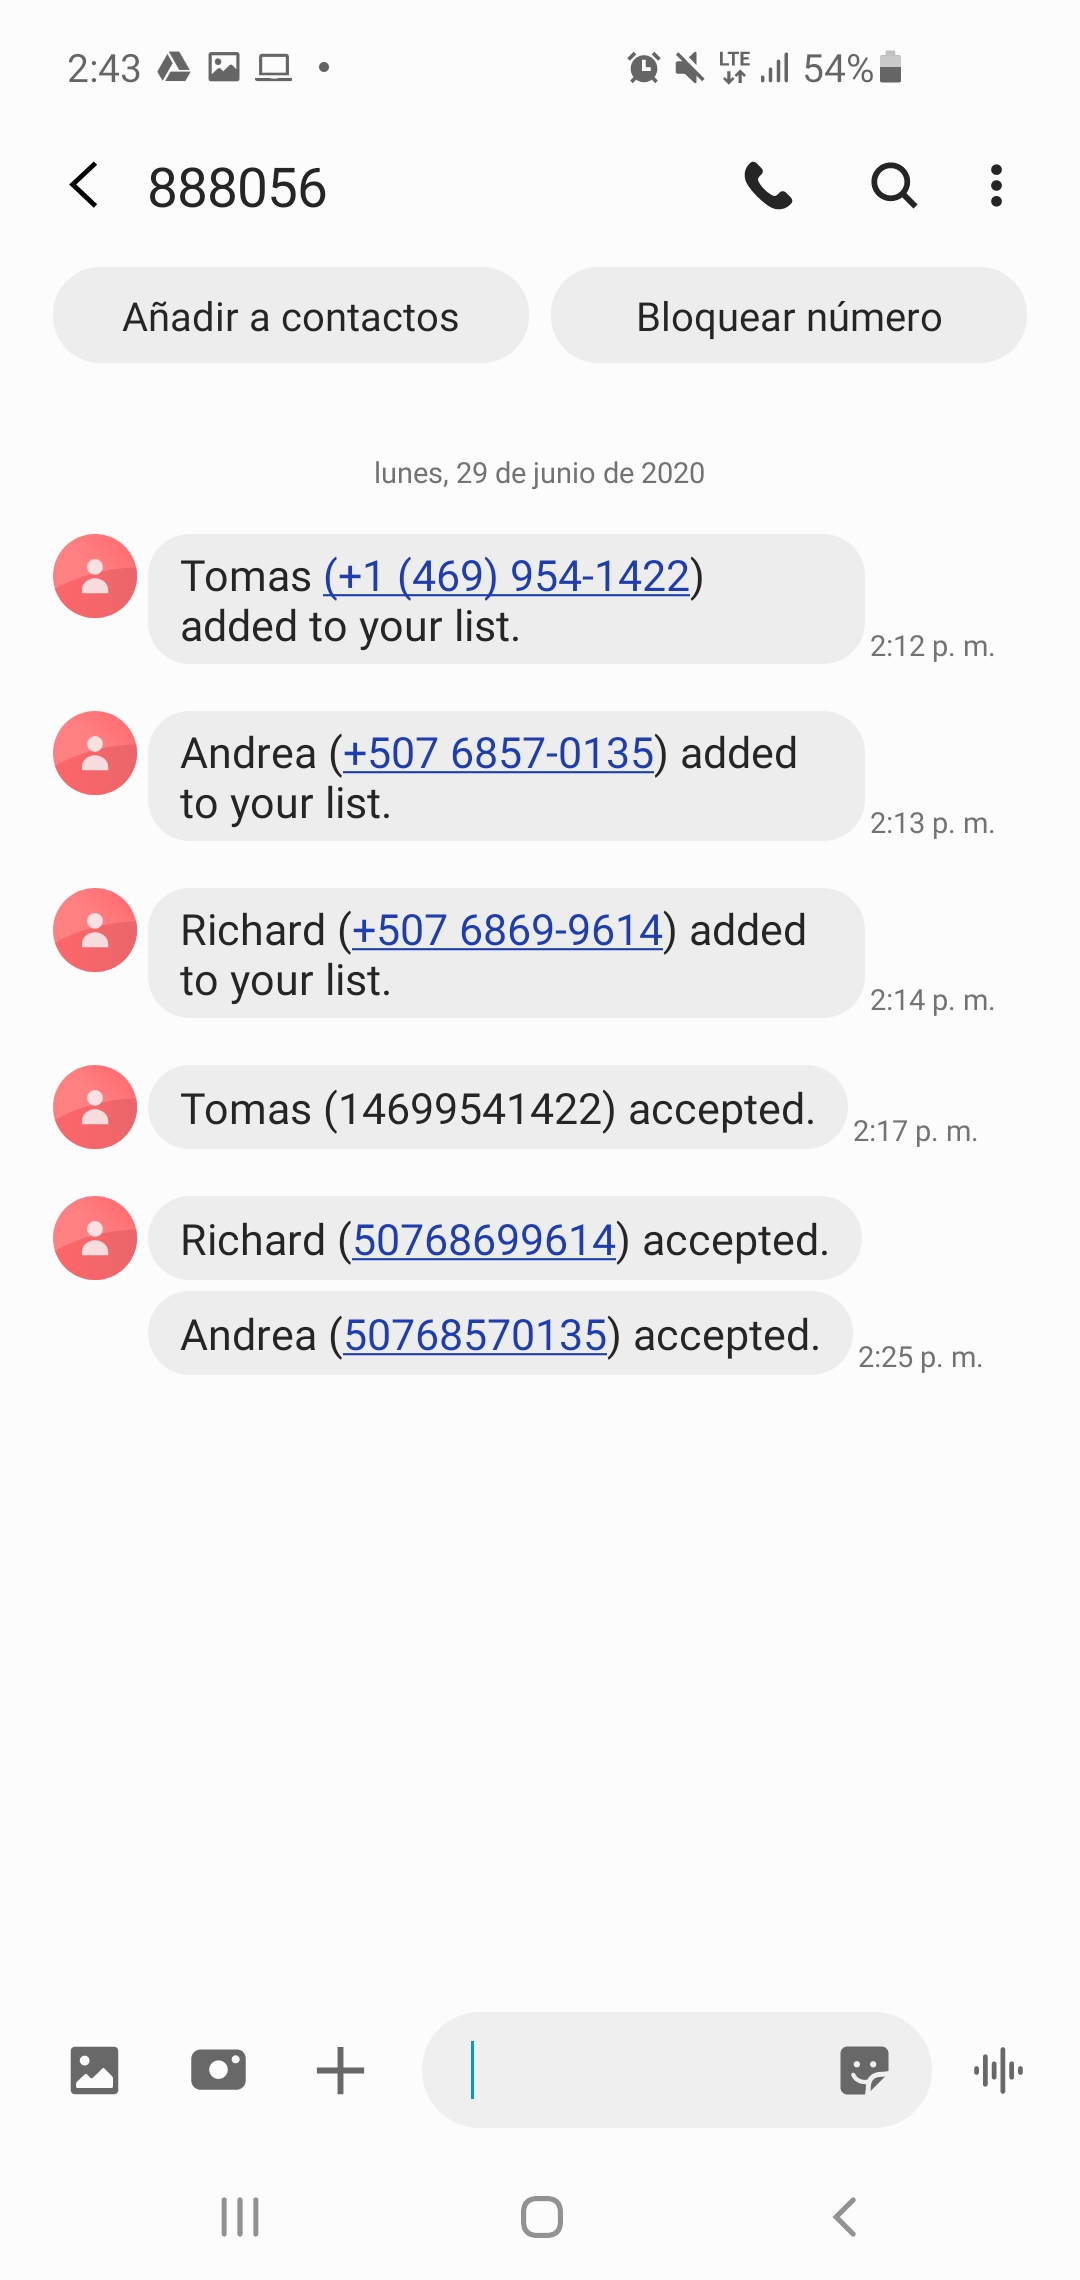 2:43 LTE 54%
888056
Añadir a contactos Bloquear número
lunes, 29 de junio de 2020
Tomas (+1 (469) 954-1422)
added to your list.
2:12 p. m.
Andrea (+507 6857-0135) added
to your list.
2:13 p. m.
Richard (+507 6869-9614) added
to your list.
2:14 p. m.
Tomas (14699541422) accepted.
2:17 p. m.
Richard (50768699614) accepted.
Andrea (50768570135) accepted.
2:25 p. m.